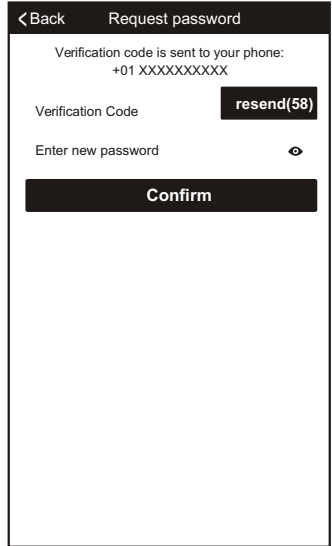 Back Request password
Verification code is sent to your phone:
+01 XXXXXXXXXX
Verification Code resend(58)
Enter new password
Confirm